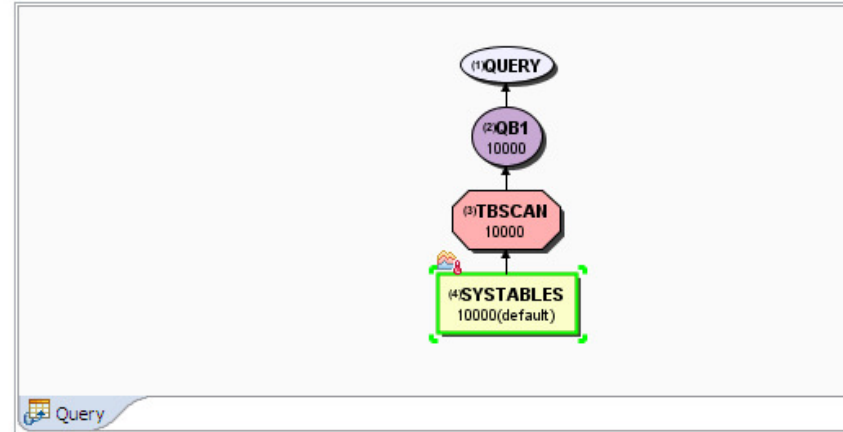 (1)QUERY
(2)QB1
10000
(3)TBSCAN
10000
(4)SYSTABLES
10000(default)
Query